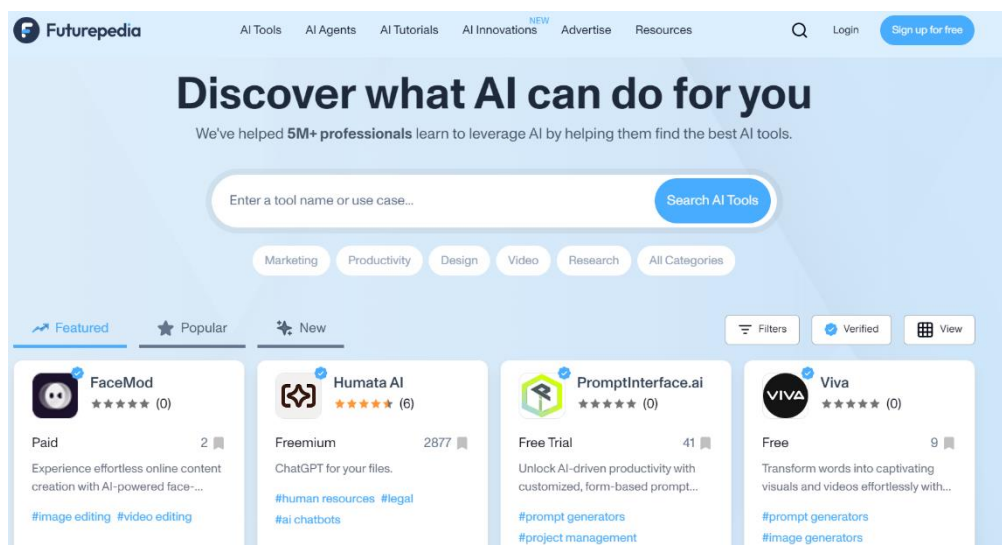 Futurepedia
AI Tools AI Agents AI Tutorials AI Innovations NEW Advertise Resources Login Sign up for free
Discover what AI can do for you
We've helped 5M+ professionals learn to leverage AI by helping them find the best AI tools.
Enter a tool name or use case... Search AI Tools
Marketing Productivity Design Video Research All Categories
Featured Popular New Filters Verified View
FaceMod
(0)
Paid 2
Experience effortless online content
creation with AI-powered face-...
#image editing #video editing
Humata AI
(6)
Freemium 2877
ChatGPT for your files.
#human resources #legal
#ai chatbots
PromptInterface.ai
(0)
Free Trial 41
Unlock AI-driven productivity with
customized, form-based prompt...
#prompt generators
#project management
VIVA
Viva
(0)
Free 9
Transform words into captivating
visuals and videos effortlessly with...
#prompt generators
#image generators